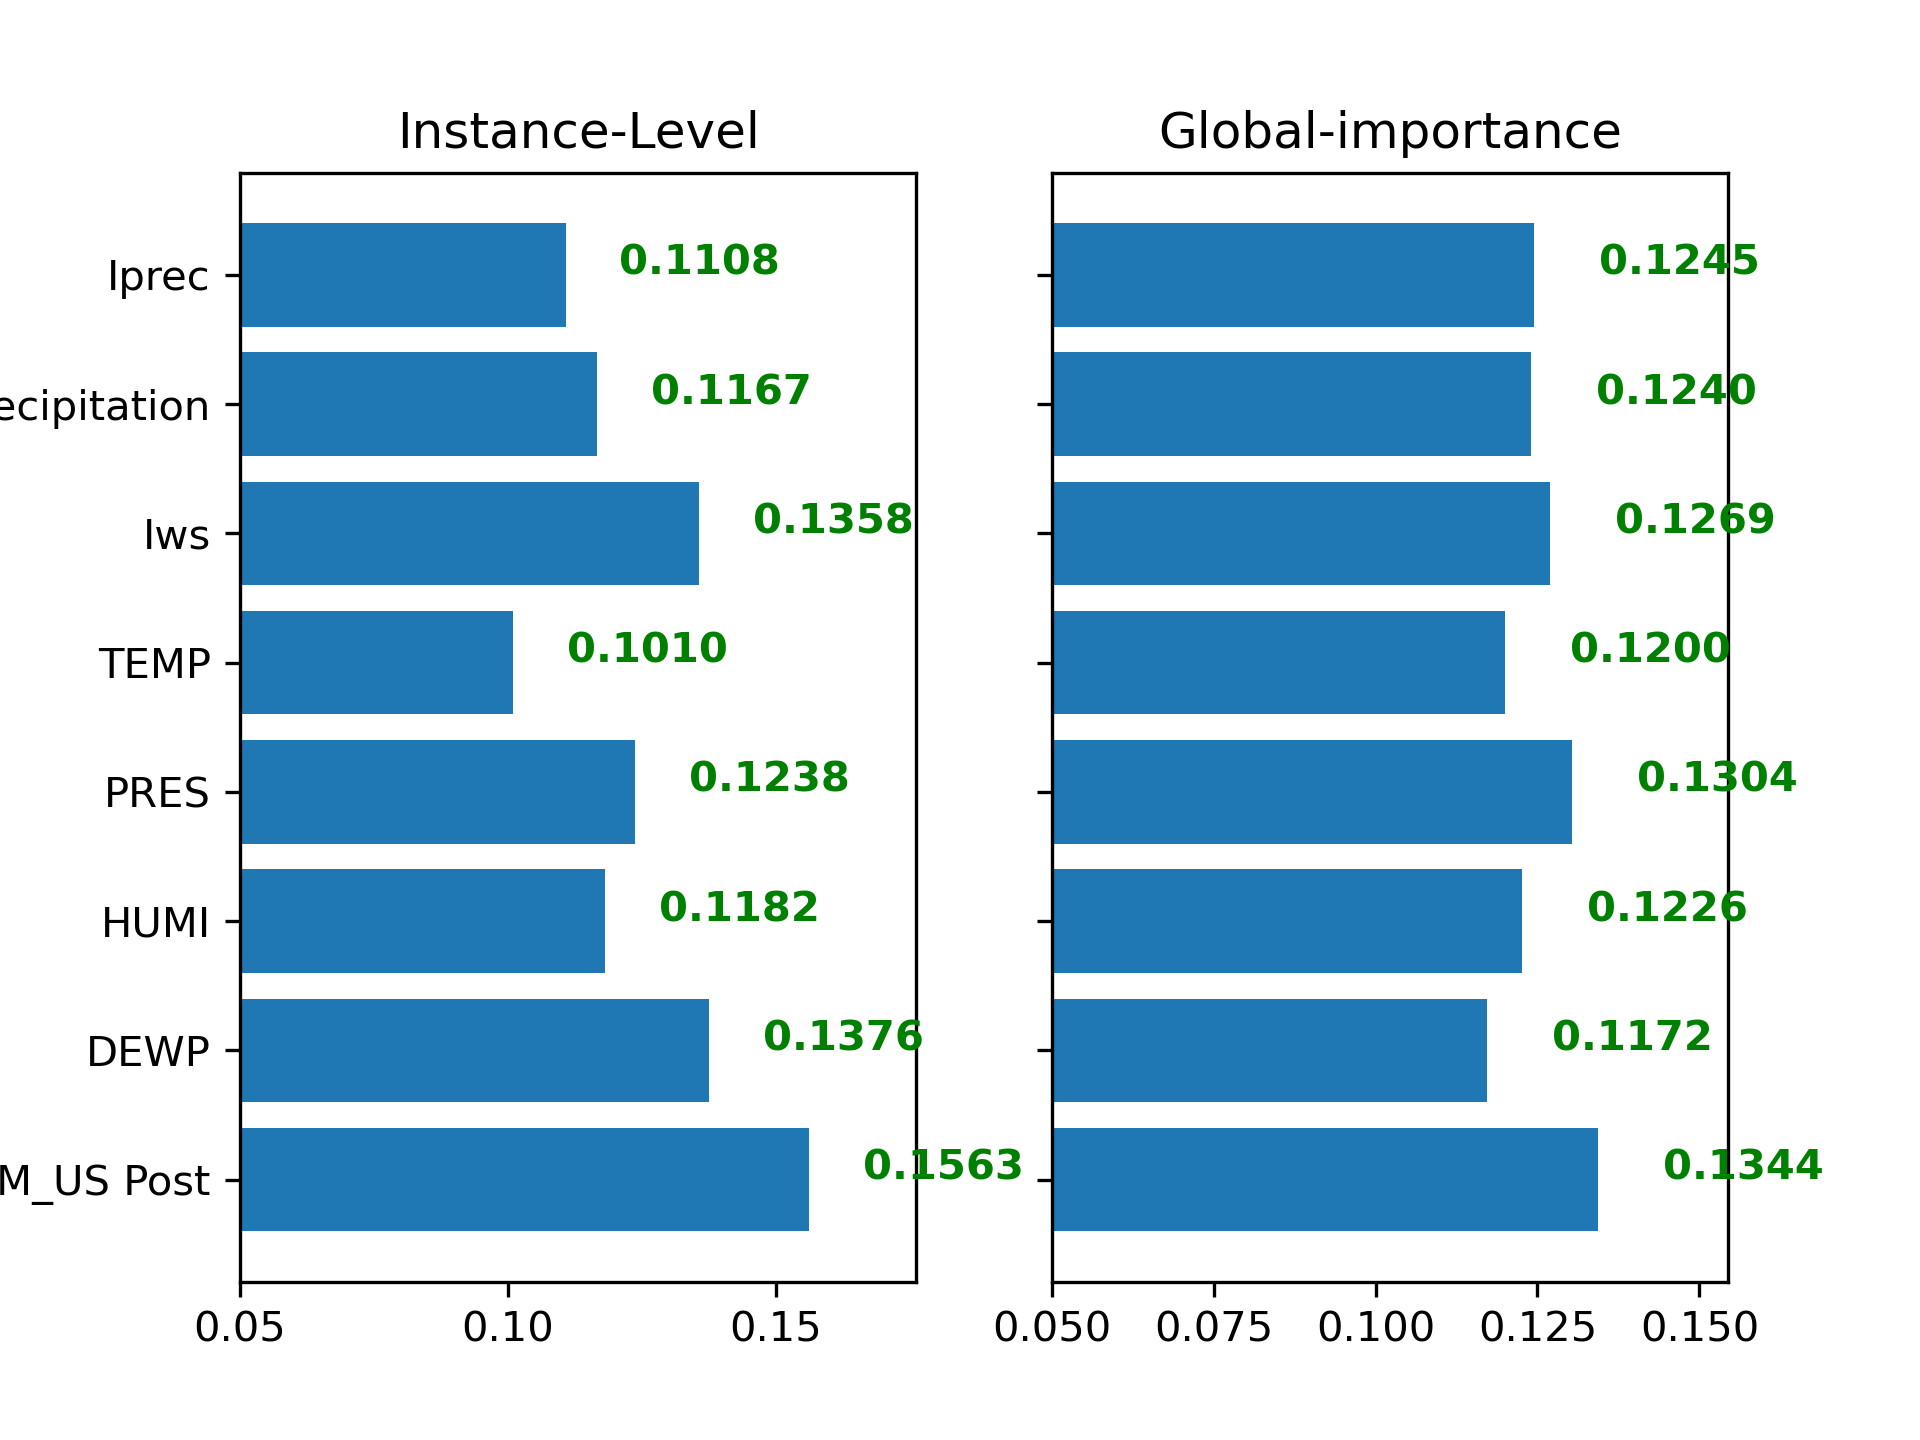 Instance-Level
Global-importance
Iprec 0.1108 0.1245
ecipitation 0.1167 0.1240
Iws 0.1358 0.1269
TEMP 0.1010 0.1200
PRES 0.1238 0.1304
HUMI 0.1182 0.1226
DEWP 0.1376 0.1172
M_US Post 0.1563 0.1344
0.05 0.10 0.15
0.050 0.075 0.100 0.125 0.150